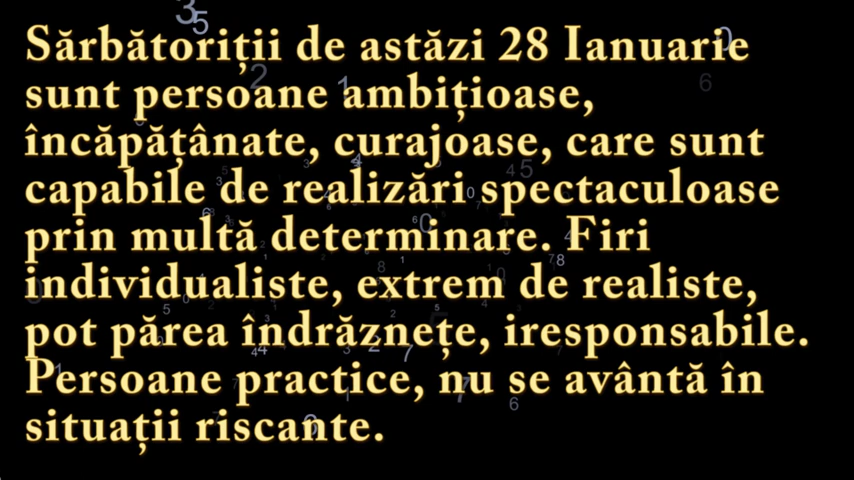 Sărbătoriții de astăzi 28 Ianuarie
sunt persoane ambițioase,
încăpățânate, curajoase, care sunt
capabile de realizări spectaculoase
prin multă determinare. Firi
individualiste, extrem de realiste,
pot părea îndrăznețe, iresponsabile.
Persoane practice, nu se avântă în
situații riscante.